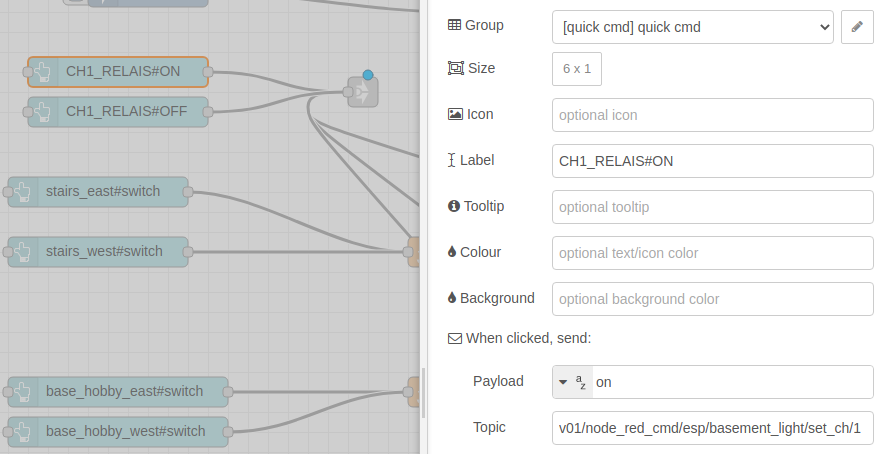 CH1_RELAIS#ON
CH1_RELAIS#OFF
stairs_east#switch
stairs_west#switch
base_hobby_east#switch
base_hobby_west#switch
Group [quick cmd] quick cmd
Size 6 x 1
Icon optional icon
Label CH1_RELAIS#ON
Tooltip optional tooltip
Colour optional text/icon color
Background optional background color
When clicked, send:
Payload az on
Topic v01/node_red_cmd/esp/basement_light/set_ch/1